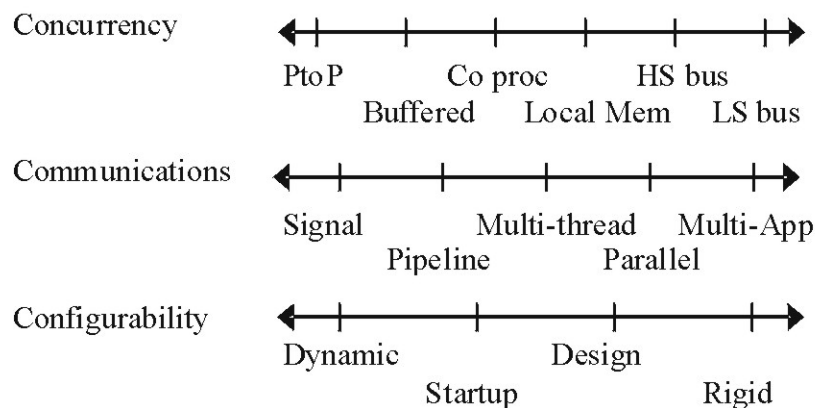 Concurrency
PtoP Co proc HS bus
Buffered Local Mem LS bus
Communications
Signal Multi-thread Multi-App
Pipeline Parallel
Configurability
Dynamic Design
Startup Rigid